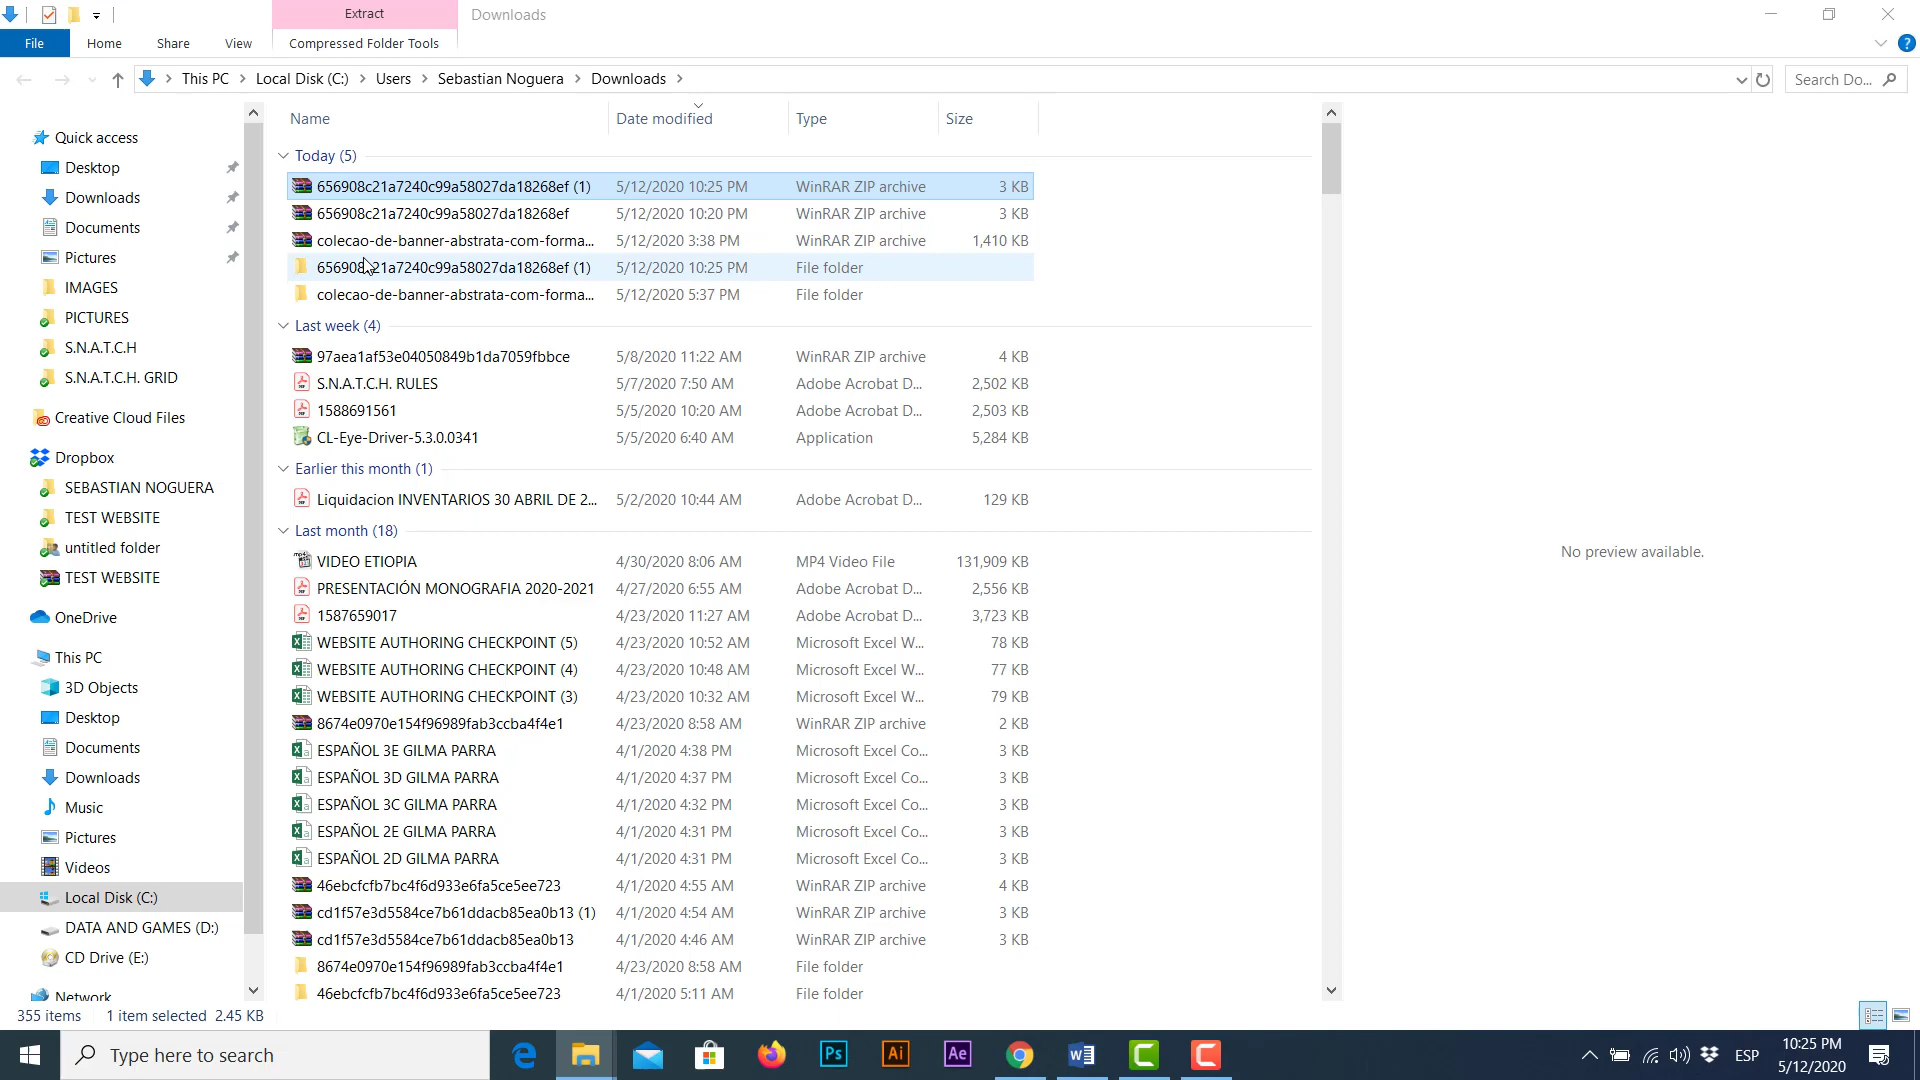 Extract
Downloads
File
Home
Share
View
Compressed Folder Tools
?
This PC
Local Disk (C:)
Users
Sebastian Noguera
Downloads
Search Do...
Name
Date modified
Type
Size
Quick access
Desktop
Downloads
Documents
Pictures
IMAGES
PICTURES
S.N.A.T.C.H
S.N.A.T.C.H. GRID
Creative Cloud Files
Dropbox
SEBASTIAN NOGUERA
TEST WEBSITE
untitled folder
TEST WEBSITE
OneDrive
This PC
3D Objects
Desktop
Documents
Downloads
Music
Pictures
Videos
Local Disk (C:)
DATA AND GAMES (D:)
CD Drive (E:)
Network
Today (5)
656908c21a7240c99a58027da18268ef (1) 5/12/2020 10:25 PM WinRAR ZIP archive 3 KB
656908c21a7240c99a58027da18268ef 5/12/2020 10:20 PM WinRAR ZIP archive 3 KB
colecao-de-banner-abstrata-com-forma... 5/12/2020 3:38 PM WinRAR ZIP archive 1,410 KB
656908c21a7240c99a58027da18268ef (1) 5/12/2020 10:25 PM File folder
colecao-de-banner-abstrata-com-forma... 5/12/2020 5:37 PM File folder
Last week (4)
97aea1af53e04050849b1da7059fbbce 5/8/2020 11:22 AM WinRAR ZIP archive 4 KB
S.N.A.T.C.H. RULES 5/7/2020 7:50 AM Adobe Acrobat D... 2,502 KB
1588691561 5/5/2020 10:20 AM Adobe Acrobat D... 2,503 KB
CL-Eye-Driver-5.3.0.0341 5/5/2020 6:40 AM Application 5,284 KB
Earlier this month (1)
Liquidacion INVENTARIOS 30 ABRIL DE 2... 5/2/2020 10:44 AM Adobe Acrobat D... 129 KB
Last month (18)
VIDEO ETIOPIA 4/30/2020 8:06 AM MP4 Video File 131,909 KB
PRESENTACIÓN MONOGRAFIA 2020-2021 4/27/2020 6:55 AM Adobe Acrobat D... 2,556 KB
1587659017 4/23/2020 11:27 AM Adobe Acrobat D... 3,723 KB
WEBSITE AUTHORING CHECKPOINT (5) 4/23/2020 10:52 AM Microsoft Excel W... 78 KB
WEBSITE AUTHORING CHECKPOINT (4) 4/23/2020 10:48 AM Microsoft Excel W... 77 KB
WEBSITE AUTHORING CHECKPOINT (3) 4/23/2020 10:32 AM Microsoft Excel W... 79 KB
8674e0970e154f96989fab3ccba4f4e1 4/23/2020 8:58 AM WinRAR ZIP archive 2 KB
ESPAÑOL 3E GILMA PARRA 4/1/2020 4:38 PM Microsoft Excel Co... 3 KB
ESPAÑOL 3D GILMA PARRA 4/1/2020 4:37 PM Microsoft Excel Co... 3 KB
ESPAÑOL 3C GILMA PARRA 4/1/2020 4:32 PM Microsoft Excel Co... 3 KB
ESPAÑOL 2E GILMA PARRA 4/1/2020 4:31 PM Microsoft Excel Co... 3 KB
ESPAÑOL 2D GILMA PARRA 4/1/2020 4:31 PM Microsoft Excel Co... 3 KB
46ebcfcfb7bc4f6d933e6fa5ce5ee723 4/1/2020 4:55 AM WinRAR ZIP archive 4 KB
cd1f57e3d5584ce7b61ddacb85ea0b13 (1) 4/1/2020 4:54 AM WinRAR ZIP archive 3 KB
cd1f57e3d5584ce7b61ddacb85ea0b13 4/1/2020 4:46 AM WinRAR ZIP archive 3 KB
8674e0970e154f96989fab3ccba4f4e1 4/23/2020 8:58 AM File folder
46ebcfcfb7bc4f6d933e6fa5ce5ee723 4/1/2020 5:11 AM File folder
No preview available.
355 items 1 item selected 2.45 KB
Type here to search
Ps
Ai
Ae
ESP
10:25 PM
5/12/2020